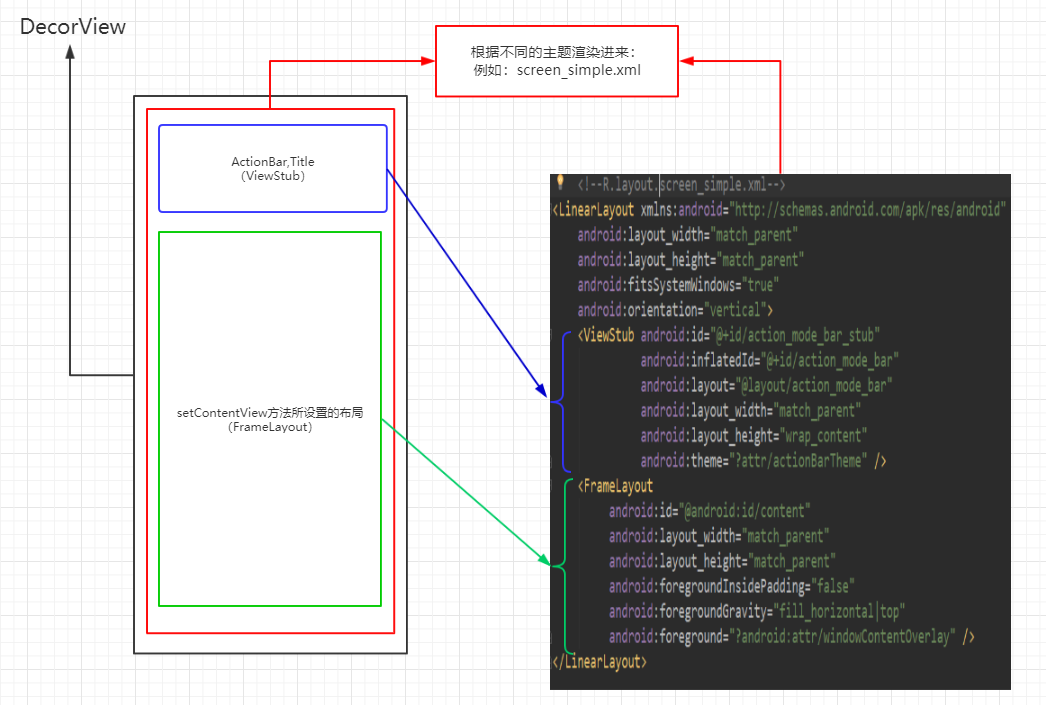 DecorView
根据不同的主题渲染进来：
例如：screen_simple.xml
ActionBar,Title
（ViewStub）
setContentView方法所设置的布局
（FrameLayout）
<!--R.layout.screen_simple.xml-->
<LinearLayout xmlns:android="http://schemas.android.com/apk/res/android"
android:layout_width="match_parent"
android:layout_height="match_parent"
android:fitsSystemWindows="true"
android:orientation="vertical">
<ViewStub android:id="@+id/action_mode_bar_stub"
android:inflatedId="@+id/action_mode_bar"
android:layout="@layout/action_mode_bar"
android:layout_width="match_parent"
android:layout_height="wrap_content"
android:theme="?attr/actionBarTheme" />
<FrameLayout
android:id="@android:id/content"
android:layout_width="match_parent"
android:layout_height="match_parent"
android:foregroundInsidePadding="false"
android:foregroundGravity="fill_horizontal|top"
android:foreground="?android:attr/windowContentOverlay" />
</LinearLayout>